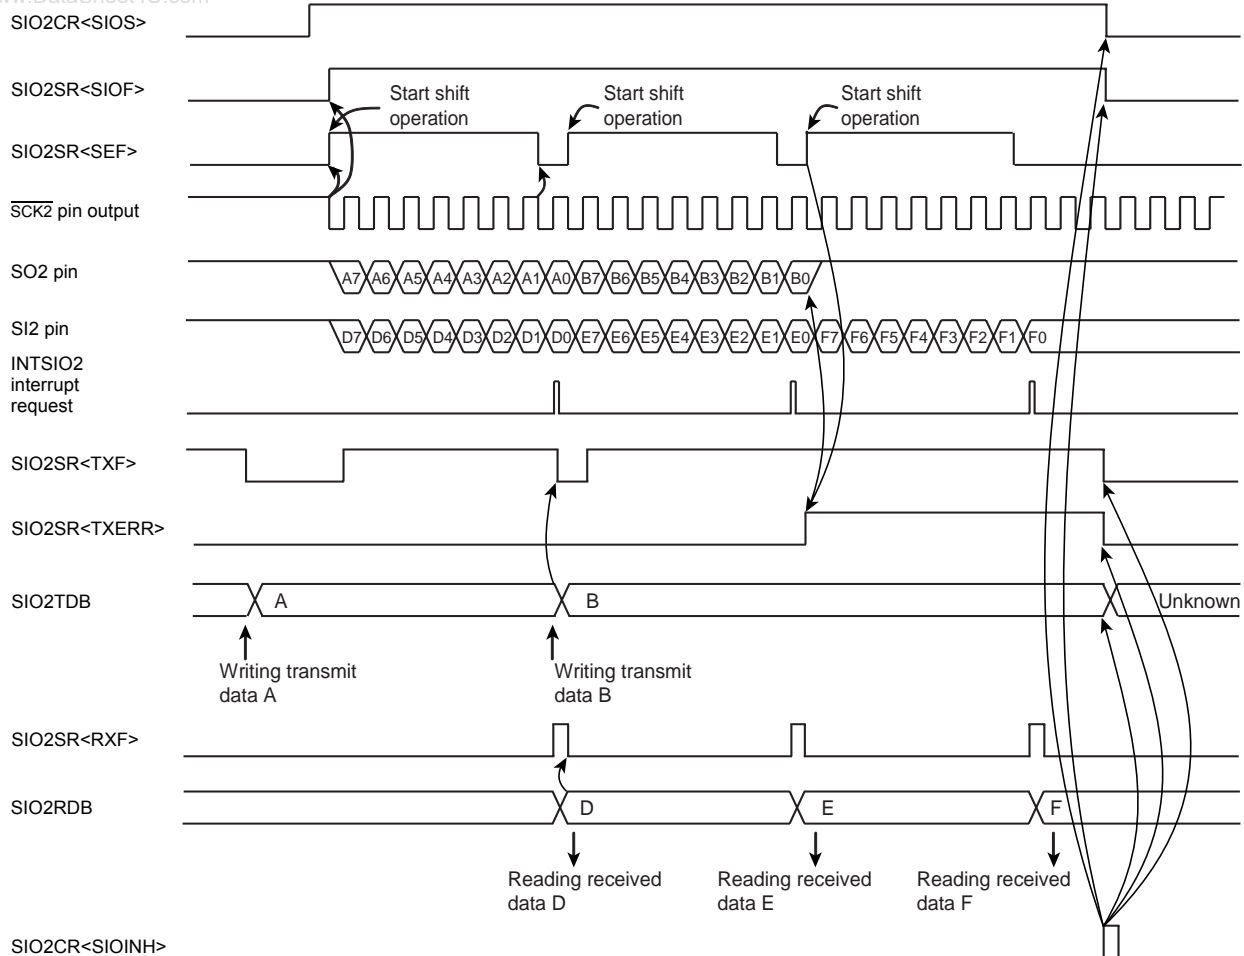 www.DataSheet4U.com
SIO2CR<SIOS>
SIO2SR<SIOF>
Start shift
operation
Start shift
operation
Start shift
operation
SIO2SR<SEF>
SCK2 pin output
SO2 pin
A7 A6 A5 A4 A3 A2 A1 A0 B7 B6 B5 B4 B3 B2 B1 B0
SI2 pin
D7 D6 D5 D4 D3 D2 D1 D0 E7 E6 E5 E4 E3 E2 E1 E0 F7 F6 F5 F4 F3 F2 F1 F0
INTSIO2
interrupt
request
SIO2SR<TXF>
SIO2SR<TXERR>
SIO2TDB
A
B
Unknown
Writing transmit
data A
Writing transmit
data B
SIO2SR<RXF>
SIO2RDB
D
E
F
Reading received
data D
Reading received
data E
Reading received
data F
SIO2CR<SIOINH>